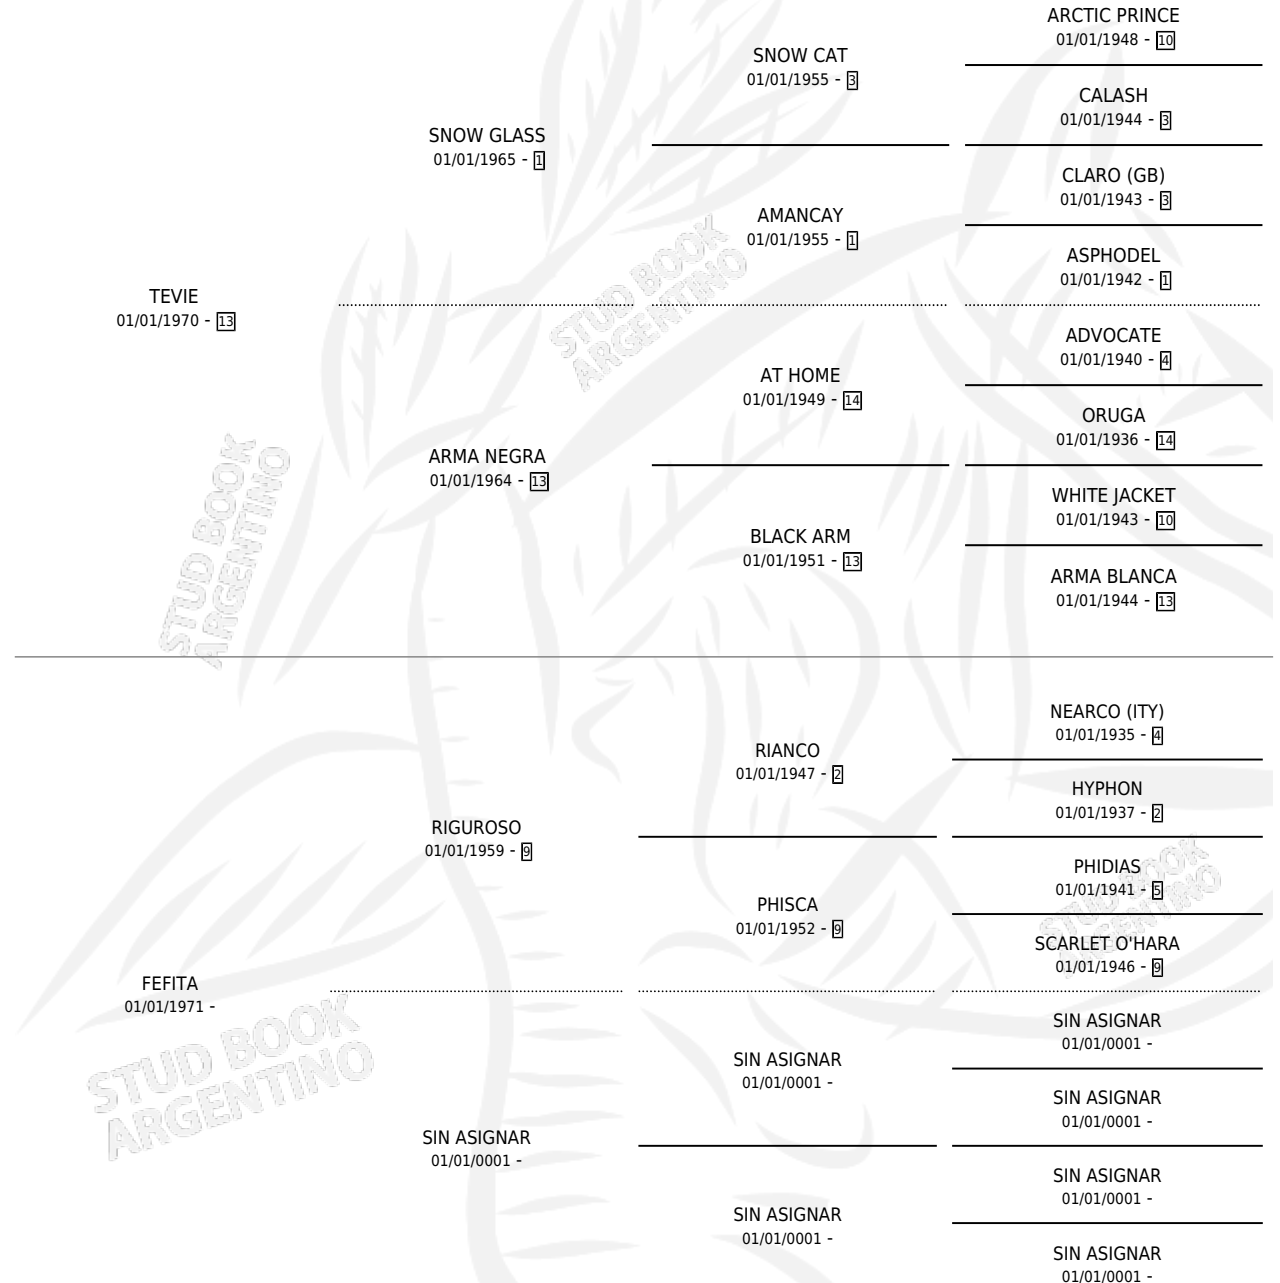 ARCTIC PRINCE
01/01/1948 - 10
SNOW CAT
01/01/1955 - 3
CALASH
01/01/1944 - 3
SNOW GLASS
01/01/1965 - 1
CLARO (GB)
01/01/1943 - 3
AMANCAY
01/01/1955 - 1
ASPHODEL
01/01/1942 - 1
TEVIE
01/01/1970 - 13
ADVOCATE
01/01/1940 - 4
AT HOME
01/01/1949 - 14
ORUGA
01/01/1936 - 14
ARMA NEGRA
01/01/1964 - 13
WHITE JACKET
01/01/1943 - 10
BLACK ARM
01/01/1951 - 13
ARMA BLANCA
01/01/1944 - 13
STUD BOOK
ARGENTINO
STUD BOOK
ARGENTINO
NEARCO (ITY)
01/01/1935 - 4
RIANCO
01/01/1947 - 2
HYPHON
01/01/1937 - 2
RIGUROSO
01/01/1959 - 9
PHIDIAS
01/01/1941 - 5
PHISCA
01/01/1952 - 9
SCARLET O'HARA
01/01/1946 - 9
FEFITA
01/01/1971 -
SIN ASIGNAR
01/01/0001 -
SIN ASIGNAR
01/01/0001 -
SIN ASIGNAR
01/01/0001 -
SIN ASIGNAR
01/01/0001 -
SIN ASIGNAR
01/01/0001 -
SIN ASIGNAR
01/01/0001 -
SIN ASIGNAR
01/01/0001 -
STUD BOOK
ARGENTINO
STUD BOOK
ARGENTINO